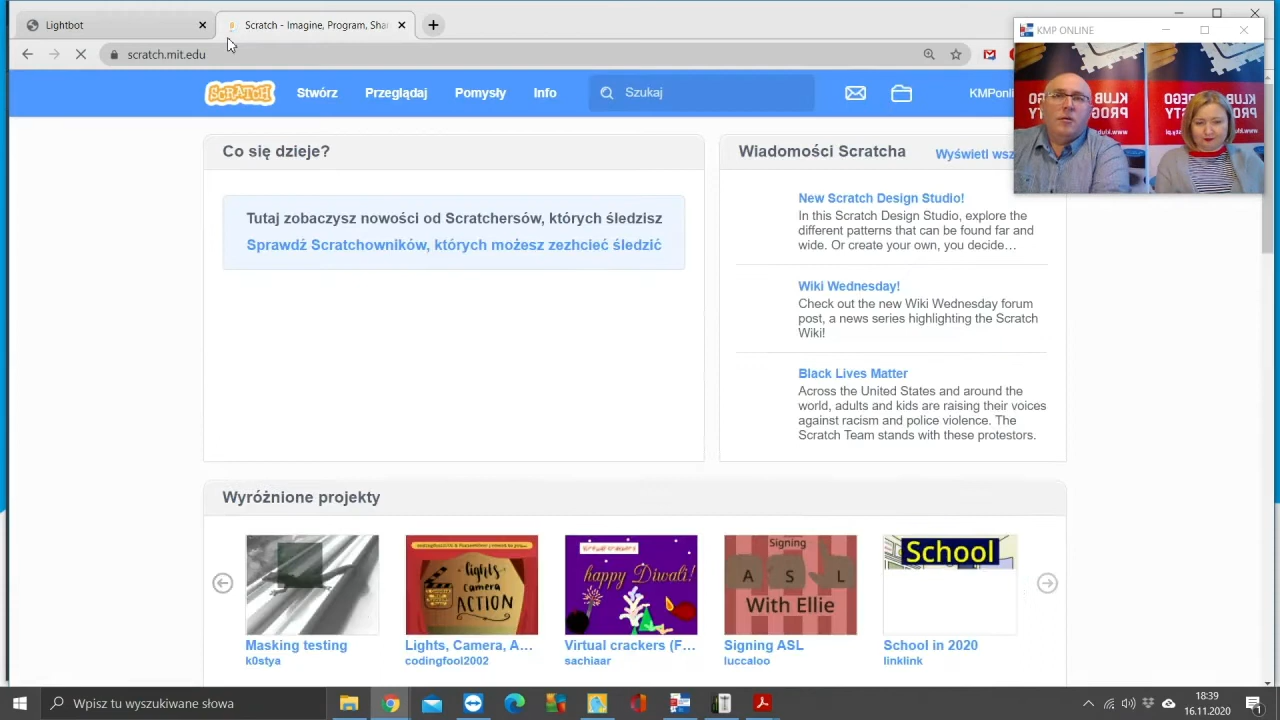 Lightbot
Scratch - Imagine, Program, Shar
scratch.mit.edu
KMP ONLINE
SCRATCH
Stwórz
Przeglądaj
Pomysły
Info
Szukaj
KMPonli
Co się dzieje?
Tutaj zobaczysz nowości od Scratchersów, których śledzisz
Sprawdź Scratchowników, których możesz zezhcieć śledzić
Wiadomości Scratcha
Wyświetl wsz
New Scratch Design Studio!
In this Scratch Design Studio, explore the
different patterns that can be found far and
wide. Or create your own, you decide…
Wiki Wednesday!
Check out the new Wiki Wednesday forum
post, a news series highlighting the Scratch
Wiki!
Black Lives Matter
Across the United States and around the
world, adults and kids are raising their voices
against racism and police violence. The
Scratch Team stands with these protestors.
Wyróżnione projekty
Lights
Camera
ACTION
happy Diwali!
Signing
A S L
With Ellie
School
Masking testing
k0stya
Lights, Camera, A...
codingfool2002
Virtual crackers (F...
sachiaar
Signing ASL
luccaloo
School in 2020
linklink
Wpisz tu wyszukiwane słowa
18:39
16.11.2020
1